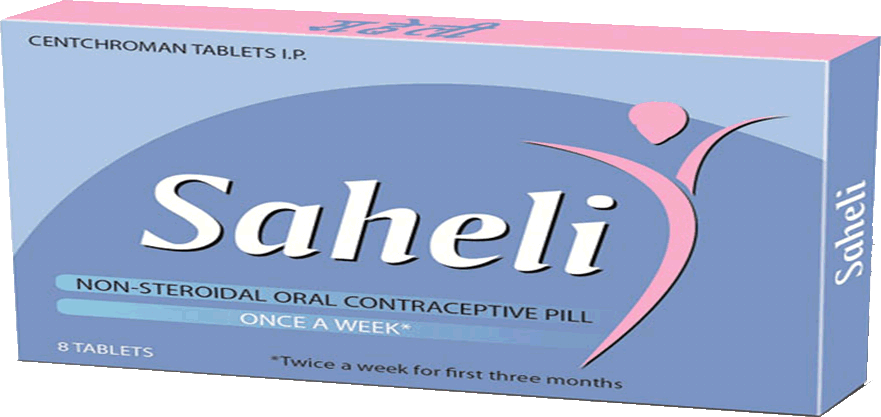 सहेली
CENTCHROMAN TABLETS I.P.
Saheli
NON-STEROIDAL ORAL CONTRACEPTIVE PILL
ONCE A WEEK*
8 TABLETS
*Twice a week for first three months
Saheli